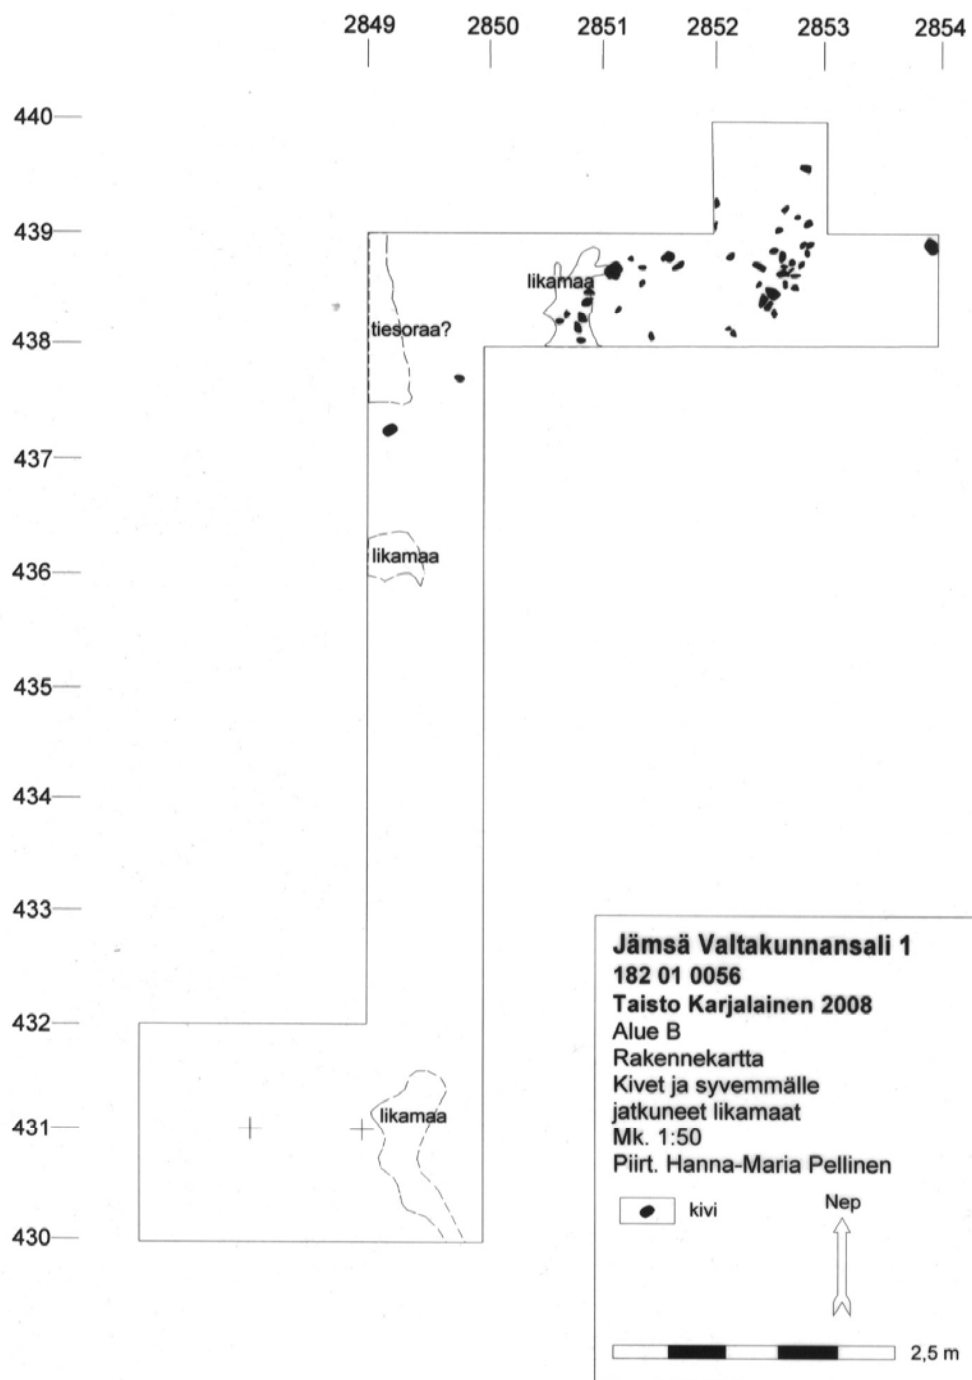 2849 2850 2851 2852 2853 2854
440
439
likamaa
tiesoraa?
438
437
likamaa
436
435
434
433
432
likamaa
431
430
Jämsä Valtakunnansali 1
182 01 0056
Taisto Karjalainen 2008
Alue B
Rakennekartta
Kivet ja syvemmälle
jatkuneet likamaat
Mk. 1:50
Piirt. Hanna-Maria Pellinen
kivi
Nep
2,5 m